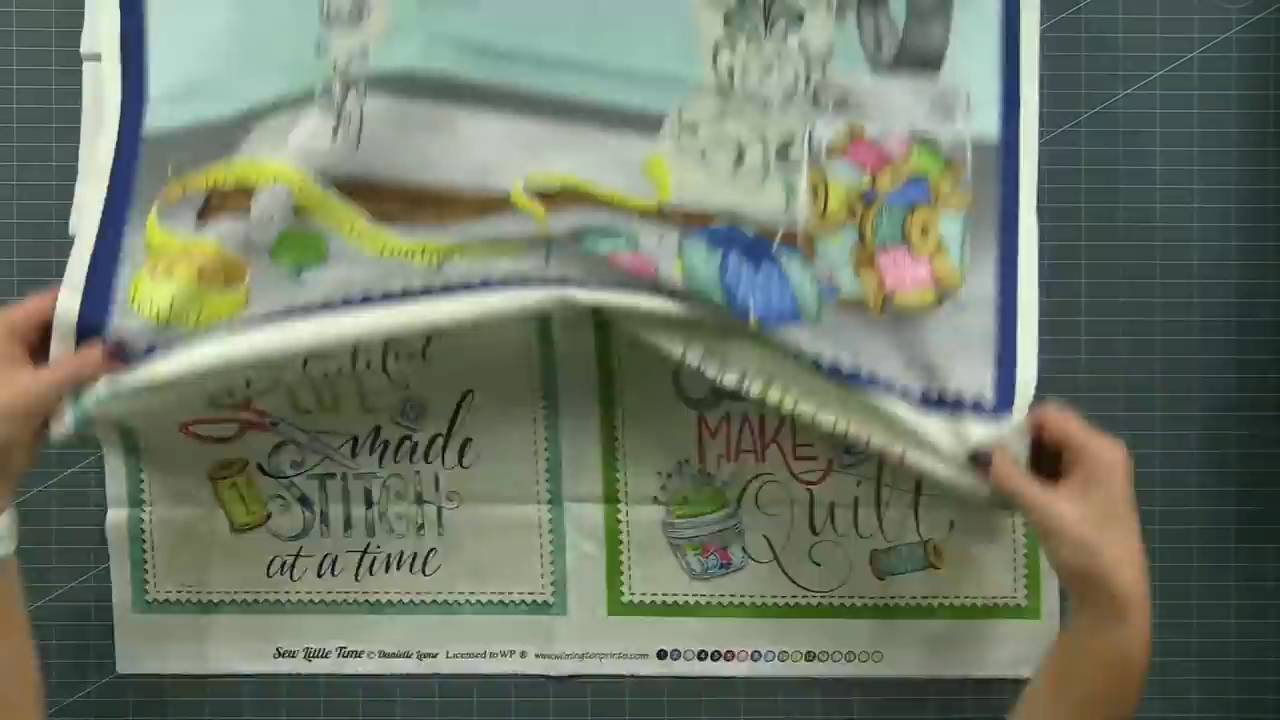 made
STITCH
at a time
MAKE
Quilt
Sew Little Time © Danielle Leone Licensed to WP ® www.wilmingtonprints.com